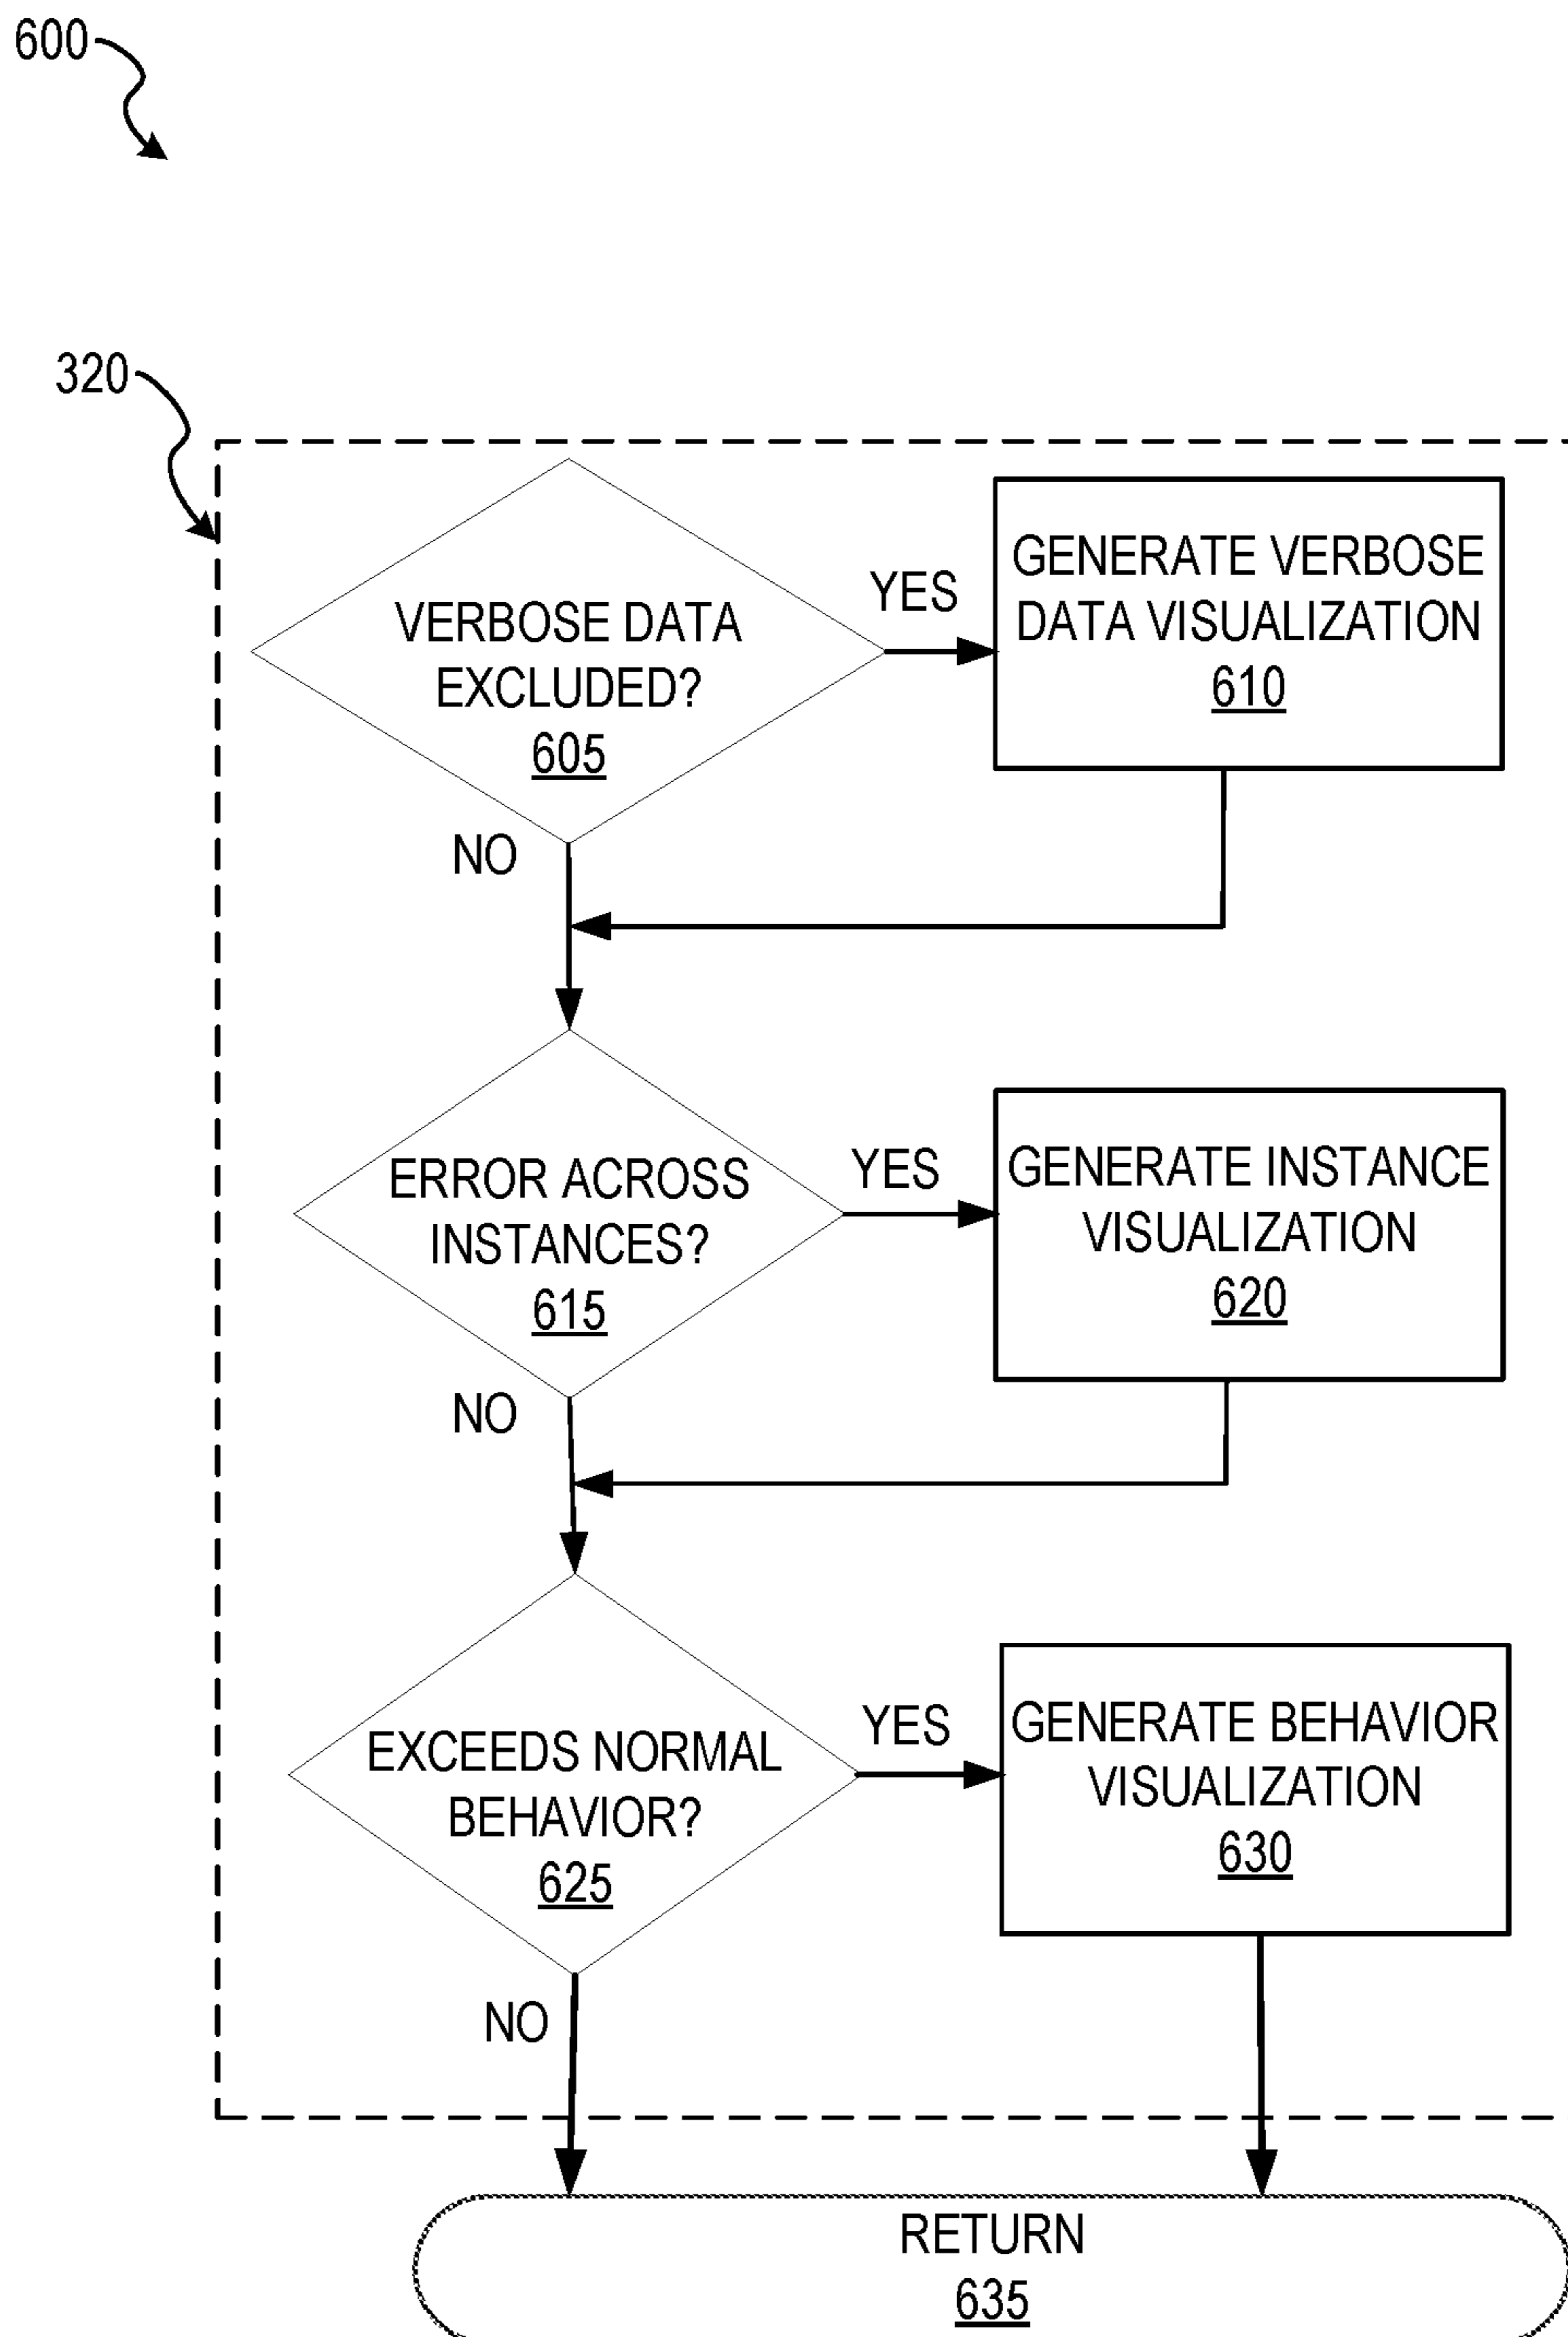 600
320
VERBOSE DATA
EXCLUDED?
605
YES
GENERATE VERBOSE
DATA VISUALIZATION
610
NO
ERROR ACROSS
INSTANCES?
615
YES
GENERATE INSTANCE
VISUALIZATION
620
NO
EXCEEDS NORMAL
BEHAVIOR?
625
YES
GENERATE BEHAVIOR
VISUALIZATION
630
NO
RETURN
635